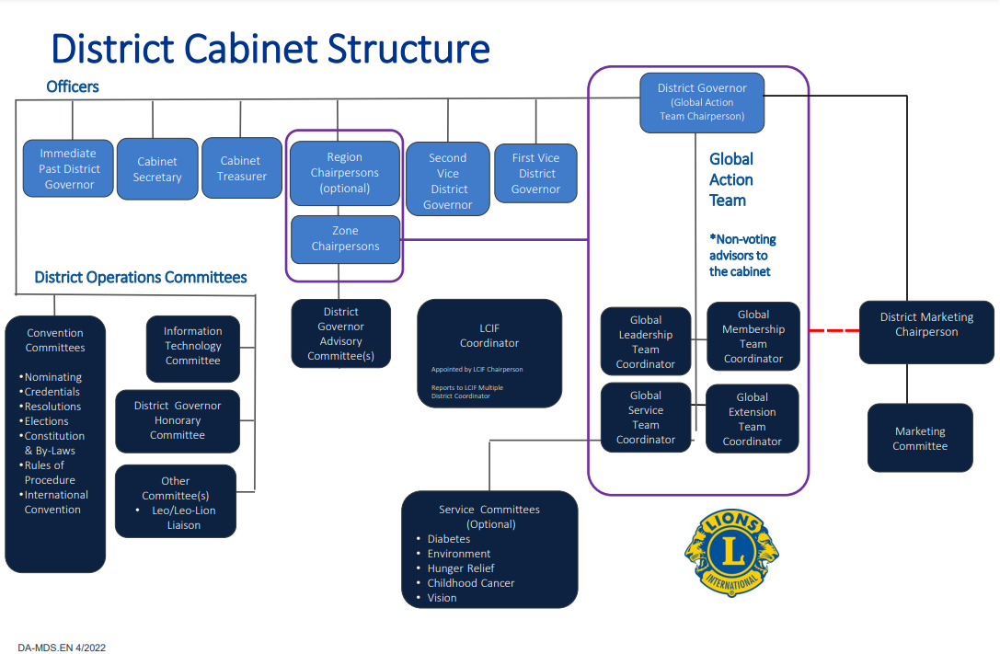 District Cabinet Structure
Officers
District Governor
(Global Action
Team Chairperson)
Immediate
Past District
Governor
Cabinet
Secretary
Cabinet
Treasurer
Region
Chairpersons
(optional)
Second
Vice
District
Governor
First Vice
District
Governor
Zone
Chairpersons
Global
Action
Team
*Non-voting
advisors to
the cabinet
District Operations Committees
Convention
Committees
•Nominating
•Credentials
•Resolutions
•Elections
•Constitution
& By-Laws
•Rules of
Procedure
•International
Convention
Information
Technology
Committee
District Governor
Honorary
Committee
Other
Committee(s)
• Leo/Leo-Lion
Liaison
District
Governor
Advisory
Committee(s)
LCIF
Coordinator
Appointed by LCIF Chairperson
Reports to LCIF Multiple
District Coordinator
Global
Leadership
Team
Coordinator
Global
Membership
Team
Coordinator
Global
Service
Team
Coordinator
Global
Extension
Team
Coordinator
District Marketing
Chairperson
Marketing
Committee
Service Committees
(Optional)
• Diabetes
• Environment
• Hunger Relief
• Childhood Cancer
• Vision
LIONS
L
INTERNATIONAL
®
DA-MDS.EN 4/2022